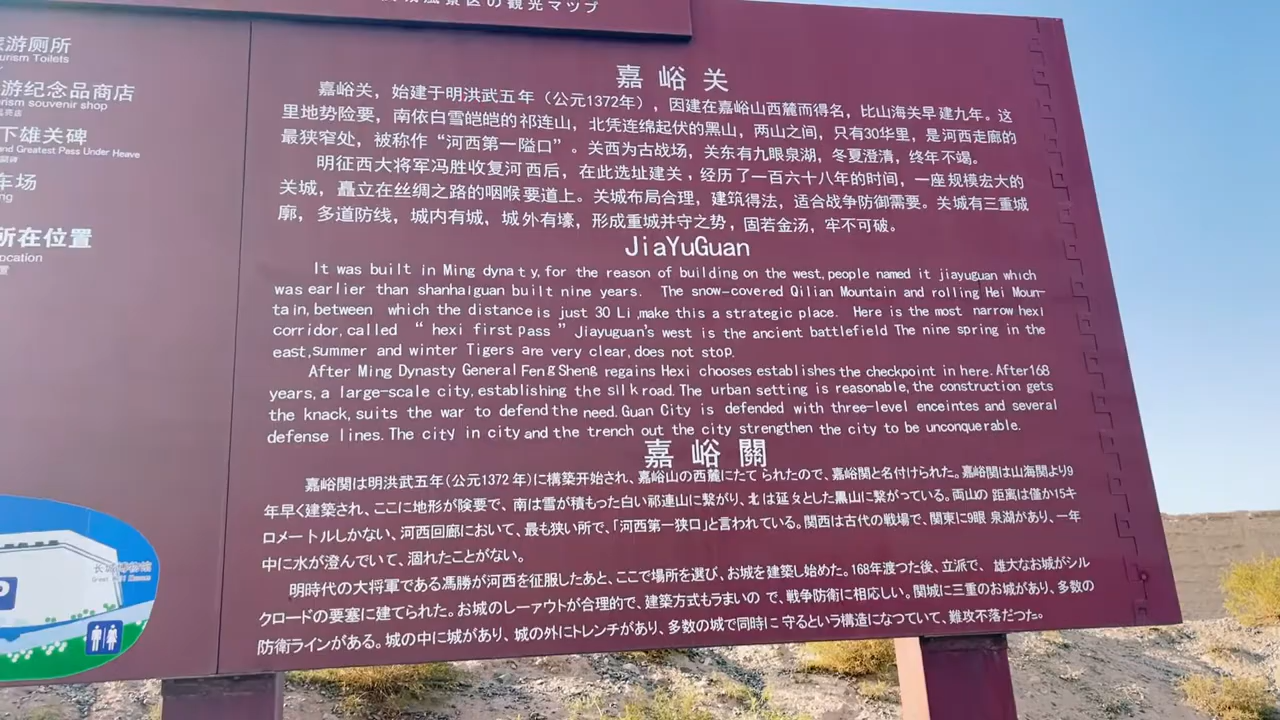 景区の観光マップ
游厕所
urism Toilets
游纪念品商店
rism souvenir shop
下雄关碑
and Greatest Pass Under Heave
车场
ng
所在位置
ocation
置
P
嘉峪关
嘉峪关，始建于明洪武五年（公元1372年），因建在嘉峪山西麓而得名，比山海关早建九年。这
里地势险要，南依白雪皑皑的祁连山，北凭连绵起伏的黑山，两山之间，只有30华里，是河西走廊的
最狭窄处，被称作“河西第一隘口”。关西为古战场，关东有九眼泉湖，冬夏澄清，终年不竭。
明征西大将军冯胜收复河西后，在此选址建关，经历了一百六十八年的时间，一座规模宏大的
关城，矗立在丝绸之路的咽喉要道上。关城布局合理，建筑得法，适合战争防御需要。关城有三重城
廓，多道防线，城内有城，城外有壕，形成重城并守之势，固若金汤，牢不可破。
JiaYuGuan
It was built in Ming dynaty,for the reason of building on the west,people named it jiayuguan which
was earlier than shanhaiguan built nine years. The snow-covered Qilian Mountain and rolling Hei Moun-
tain,between which the distance is just 30 Li,make this a strategic place. Here is the most narrow hexi
corridor,called “ hexi first pass ” Jiayuguan's west is the ancient battlefield The nine spring in the
east,summer and winter Tigers are very clear,does not stop.
After Ming Dynasty General Feng Sheng regains Hexi chooses establishes the checkpoint in here. After168
years,a large-scale city,establishing the silk road. The urban setting is reasonable,the construction gets
the knack,suits the war to defend the need. Guan City is defended with three-level enceintes and several
defense lines. The city in city and the trench out the city strengthen the city to be unconquerable.
嘉峪關
嘉峪関は明洪武五年(公元1372 年)に構築開始され、嘉峪山の西麓にたてられたので、嘉峪関と名付けられた。嘉峪関は山海関より9
年早く建築され、ここに地形が険要で、南は雪が積もった白い祁連山に繋がり、北は延々とした黒山に繋がっている。両山の 距離は僅か15キ
ロメートルしかない、河西回廊において、最も狭い所で、「河西第一狭口」と言われている。関西は古代の戦場で、関東に9眼 泉湖があり、一年
中に水が澄んでいて、涸れたことがない。
明時代の大将軍である馮勝が河西を征服したあと、ここで場所を選び、お城を建築し始めた。168年渡つた後、立派で、 雄大なお城がシル
クロードの要塞に建てられた。お城のレーァウトが合理的で、建築方式もうまいの で、戦争防衛に相応しい。関城に三重のお城があり、多数の
防衛ラインがある。城の中に城があり、城の外にトレンチがあり、多数の城で同時に 守るといラ構造になつていて、難攻不落だつた。